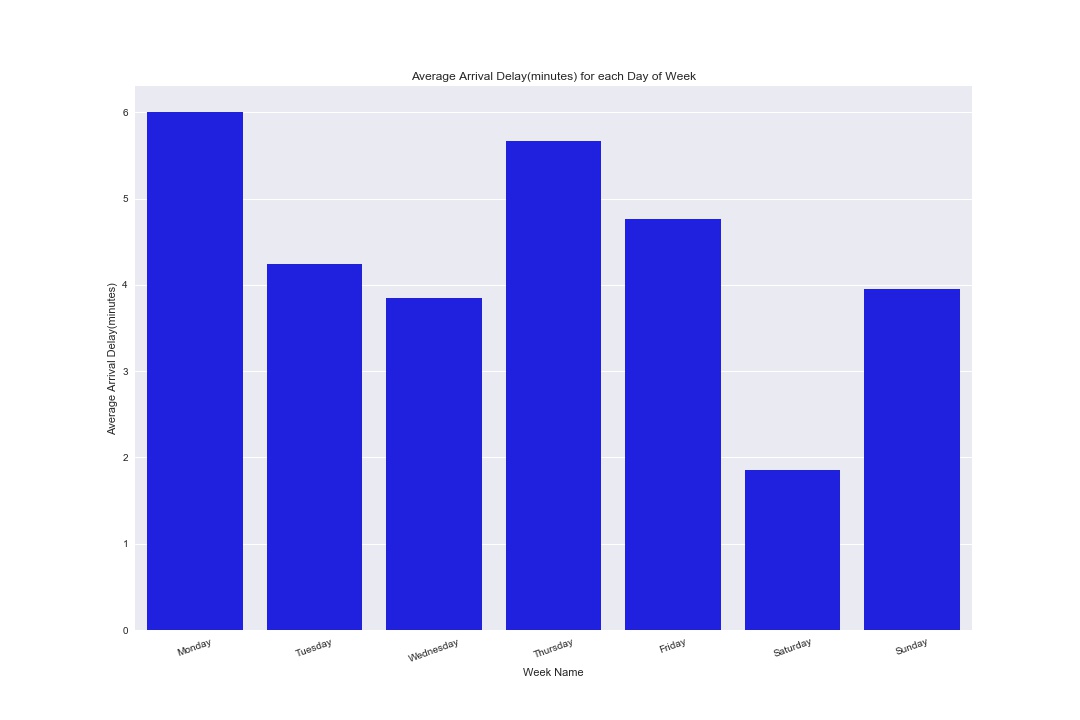 Average Arrival Delay(minutes) for each Day of Week
Average Arrival Delay(minutes)
6
5
4
3
2
1
0
Monday
Tuesday
Wednesday
Thursday
Friday
Saturday
Sunday
Week Name